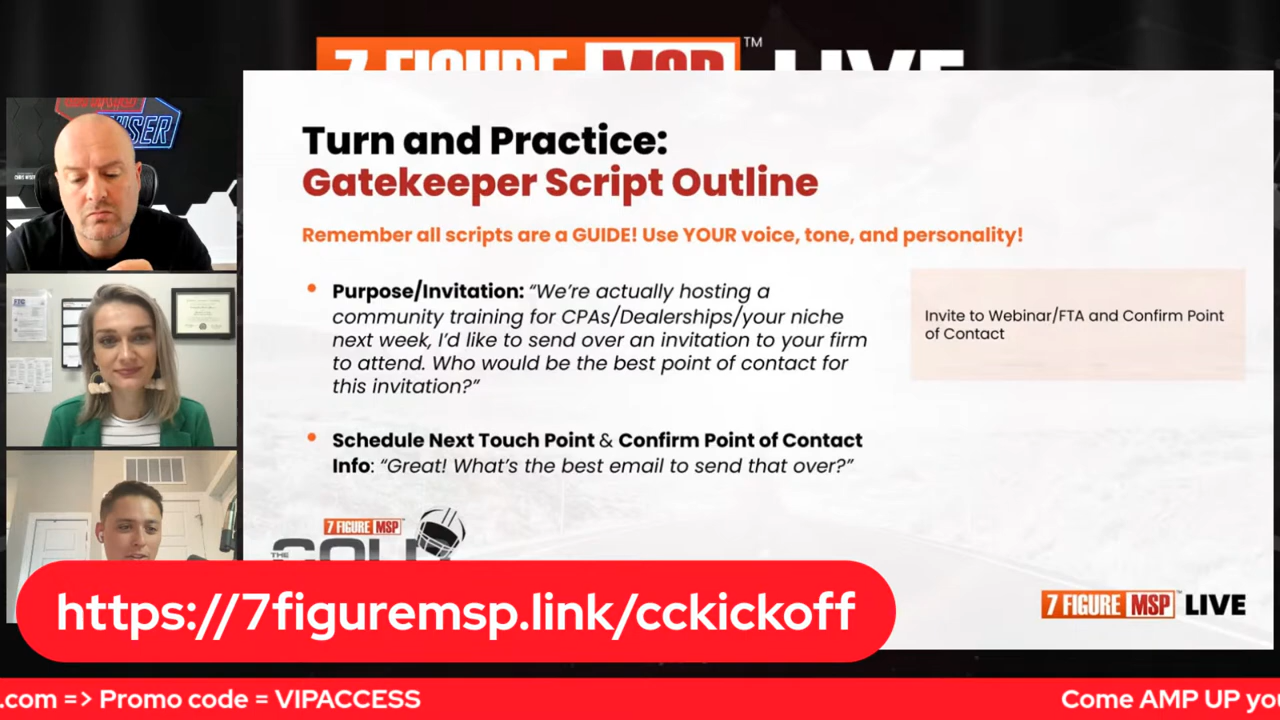 7 FIGURE MSP™ LIVE
Turn and Practice:
Gatekeeper Script Outline
Remember all scripts are a GUIDE! Use YOUR voice, tone, and personality!
• Purpose/Invitation: “We’re actually hosting a
community training for CPAs/Dealerships/your niche
next week, I’d like to send over an invitation to your firm
to attend. Who would be the best point of contact for
this invitation?”
Invite to Webinar/FTA and Confirm Point
of Contact
• Schedule Next Touch Point & Confirm Point of Contact
Info: “Great! What’s the best email to send that over?”
7 FIGURE MSP
THE
7 FIGURE MSP LIVE
https://7figuremsp.link/cckickoff
.com => Promo code = VIPACCESS
Come AMP UP you